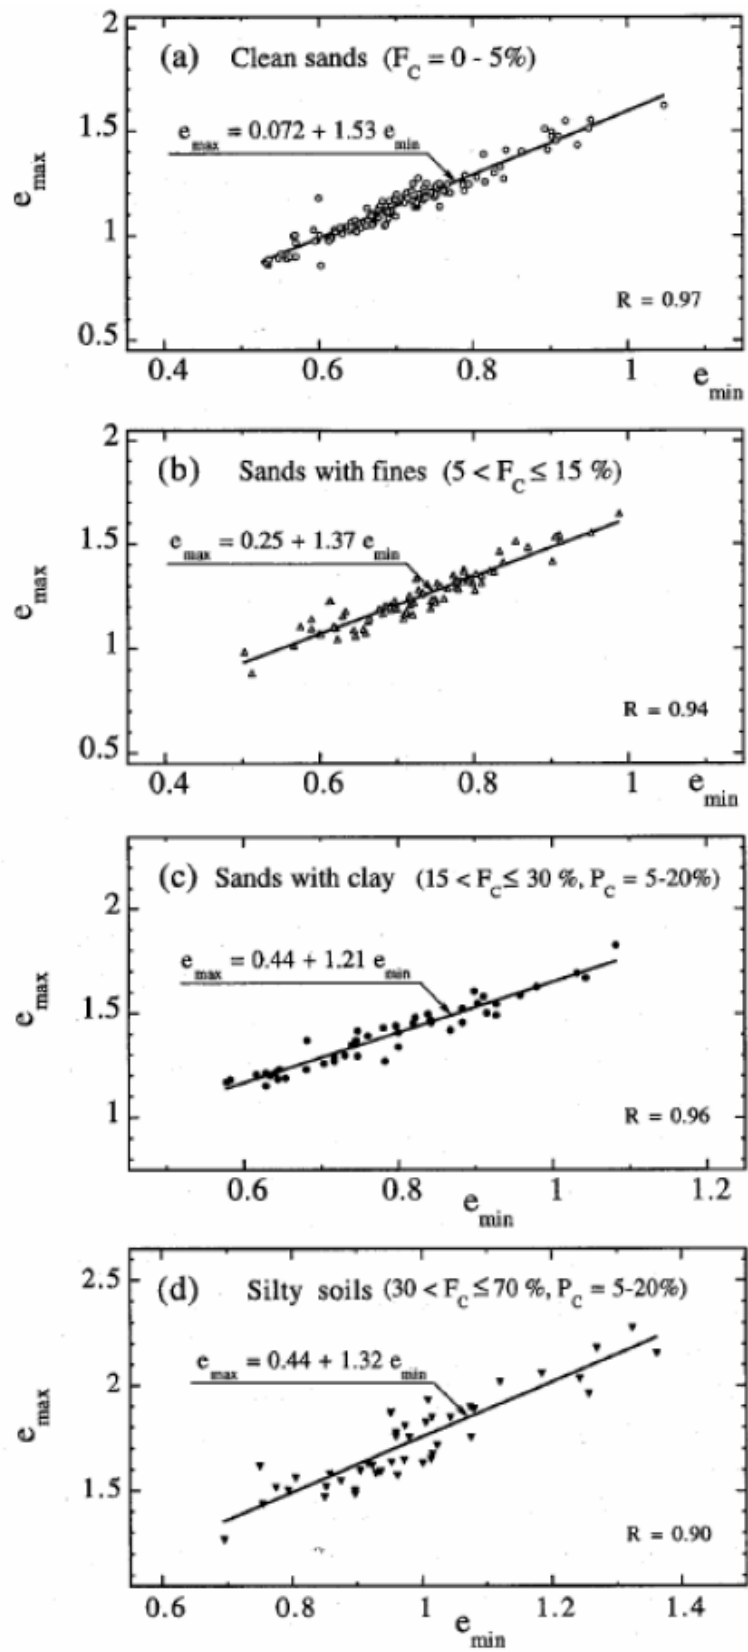 (a) Clean sands (F_C = 0 - 5%)
e_max = 0.072 + 1.53 e_min
R = 0.97
e_max
2
1.5
1
0.5
0.4 0.6 0.8 1 e_min
(b) Sands with fines (5 < F_C ≤ 15 %)
e_max = 0.25 + 1.37 e_min
R = 0.94
e_max
2
1.5
1
0.5
0.4 0.6 0.8 1 e_min
(c) Sands with clay (15 < F_C ≤ 30 %, P_C = 5-20%)
e_max = 0.44 + 1.21 e_min
R = 0.96
e_max
2
1.5
1
0.6 0.8 1 1.2
e_min
(d) Silty soils (30 < F_C ≤ 70 %, P_C = 5-20%)
e_max = 0.44 + 1.32 e_min
R = 0.90
e_max
2.5
2
1.5
0.6 0.8 1 1.2 1.4
e_min